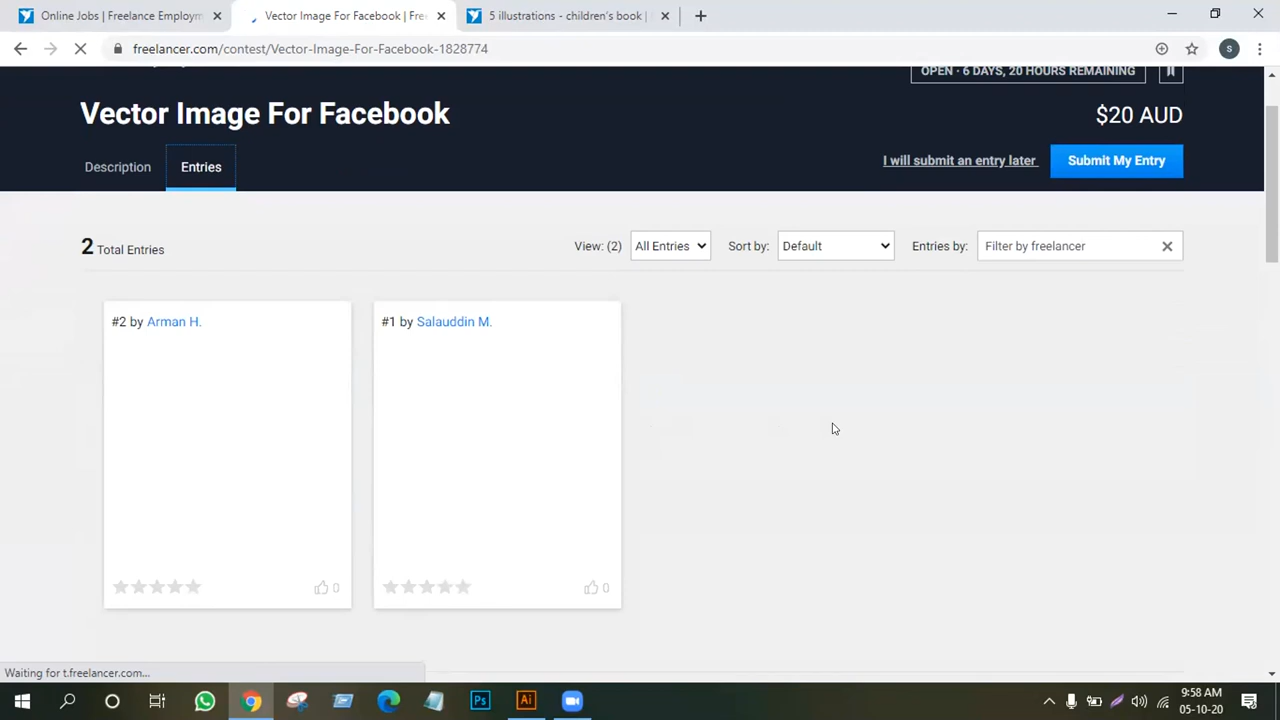 Online Jobs | Freelance Employm
Vector Image For Facebook | Free
5 illustrations - children's book |
freelancer.com/contest/Vector-Image-For-Facebook-1828774
S
OPEN · 6 DAYS, 20 HOURS REMAINING
Vector Image For Facebook
$20 AUD
Description
Entries
I will submit an entry later
Submit My Entry
2 Total Entries
View: (2)
All Entries
Sort by:
Default
Entries by:
Filter by freelancer
#2 by Arman H.
#1 by Salauddin M.
0
0
Waiting for t.freelancer.com...
Ps
Ai
9:58 AM
05-10-20